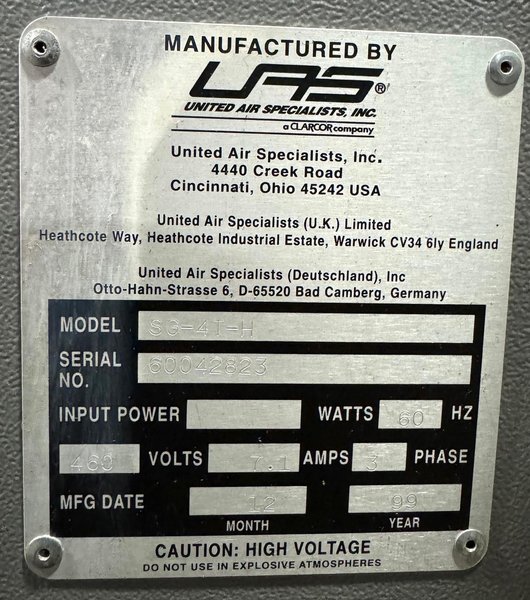 MANUFACTURED BY
UAS®
UNITED AIR SPECIALISTS, INC.
a CLARCOR company
United Air Specialists, Inc.
4440 Creek Road
Cincinnati, Ohio 45242 USA
United Air Specialists (U.K.) Limited
Heathcote Way, Heathcote Industrial Estate, Warwick CV34 6ly England
United Air Specialists (Deutschland), Inc
Otto-Hahn-Strasse 6, D-65520 Bad Camberg, Germany
MODEL SG-4T-H
SERIAL NO. 60042823
INPUT POWER WATTS 60 HZ
460 VOLTS 7.1 AMPS 3 PHASE
MFG DATE 12 99
MONTH YEAR
CAUTION: HIGH VOLTAGE
DO NOT USE IN EXPLOSIVE ATMOSPHERES